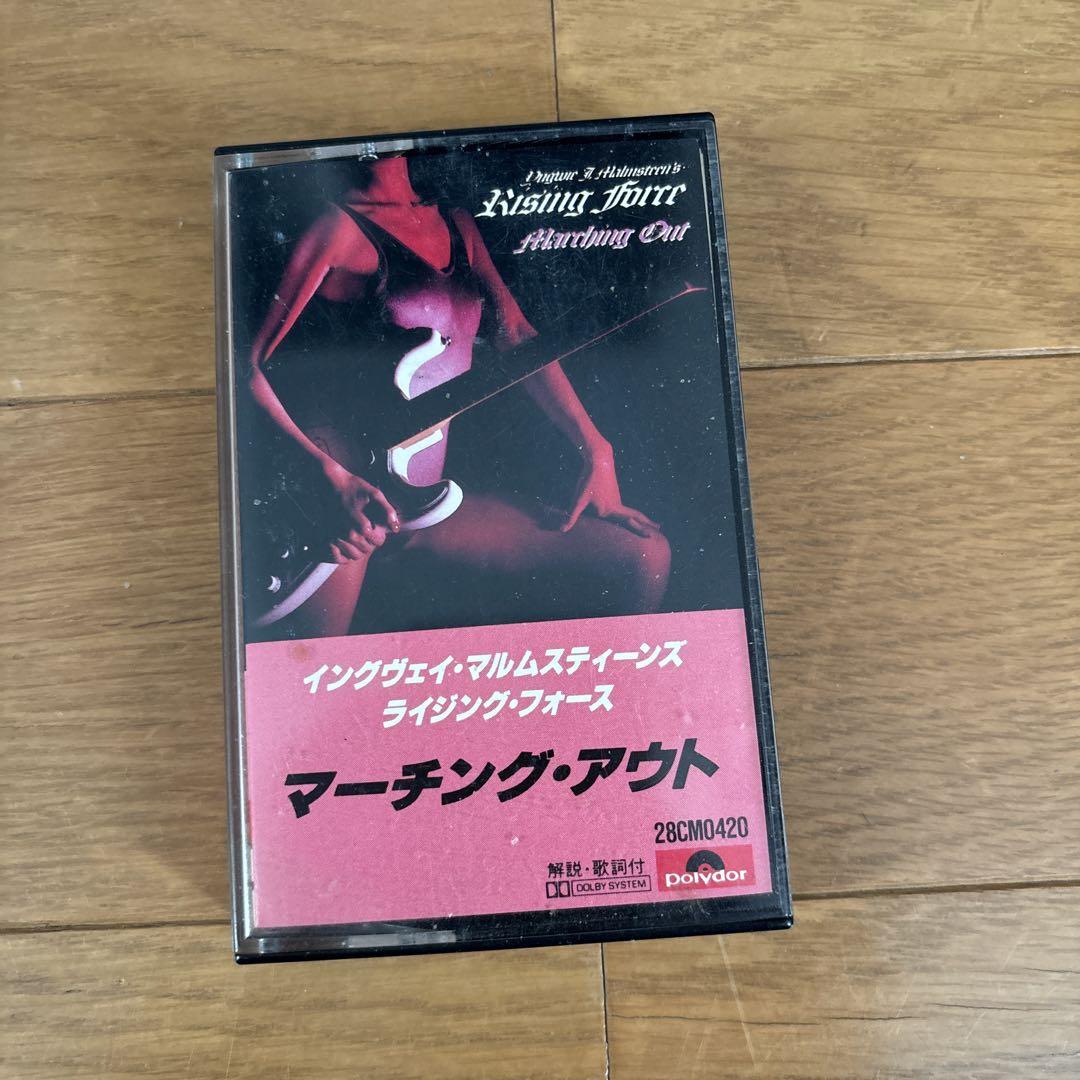 Yngwie J. Malmsteen's
Rising Force
Marching Out
イングヴェイ・マルムスティーンズ
ライジング・フォース
マーチング・アウト
28CM0420
解説・歌詞付
DOLBY SYSTEM
polydor